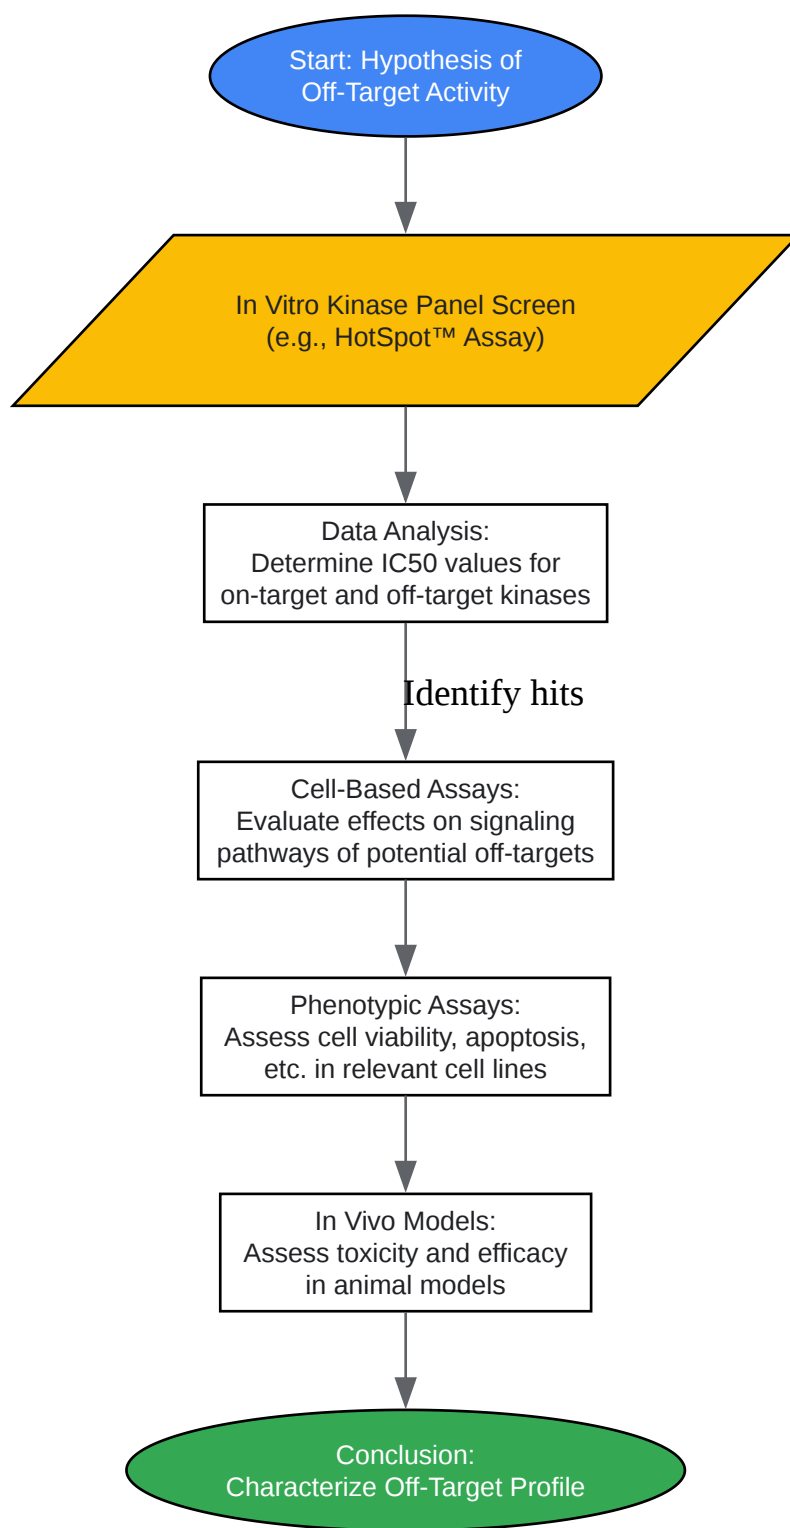 Start: Hypothesis of
Off-Target Activity
In Vitro Kinase Panel Screen
(e.g., HotSpot™ Assay)
Data Analysis:
Determine IC50 values for
on-target and off-target kinases
Identify hits
Cell-Based Assays:
Evaluate effects on signaling
pathways of potential off-targets
Phenotypic Assays:
Assess cell viability, apoptosis,
etc. in relevant cell lines
In Vivo Models:
Assess toxicity and efficacy
in animal models
Conclusion:
Characterize Off-Target Profile